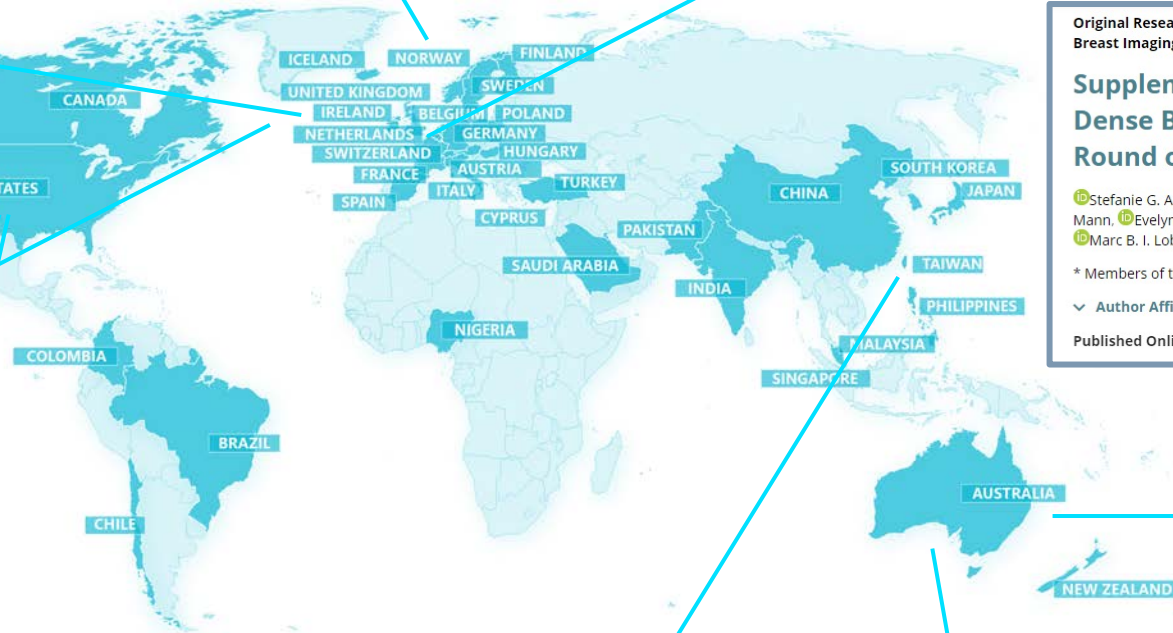 Original Resea
Breast Imaging
Supplen
Dense B
Round o
Stefanie G. A
Mann, Evelyn
Marc B. I. Lob
* Members of t
Author Affi
Published Onli
ICELAND
NORWAY
FINLAND
CANADA
UNITED KINGDOM
SWEDEN
IRELAND
BELGIUM
POLAND
NETHERLANDS
GERMANY
SWITZERLAND
HUNGARY
FRANCE
AUSTRIA
TATES
ITALY
TURKEY
SPAIN
CYPRUS
SOUTH KOREA
CHINA
JAPAN
PAKISTAN
SAUDI ARABIA
TAIWAN
INDIA
PHILIPPINES
NIGERIA
MALAYSIA
COLOMBIA
SINGAPORE
BRAZIL
AUSTRALIA
CHILE
NEW ZEALAND